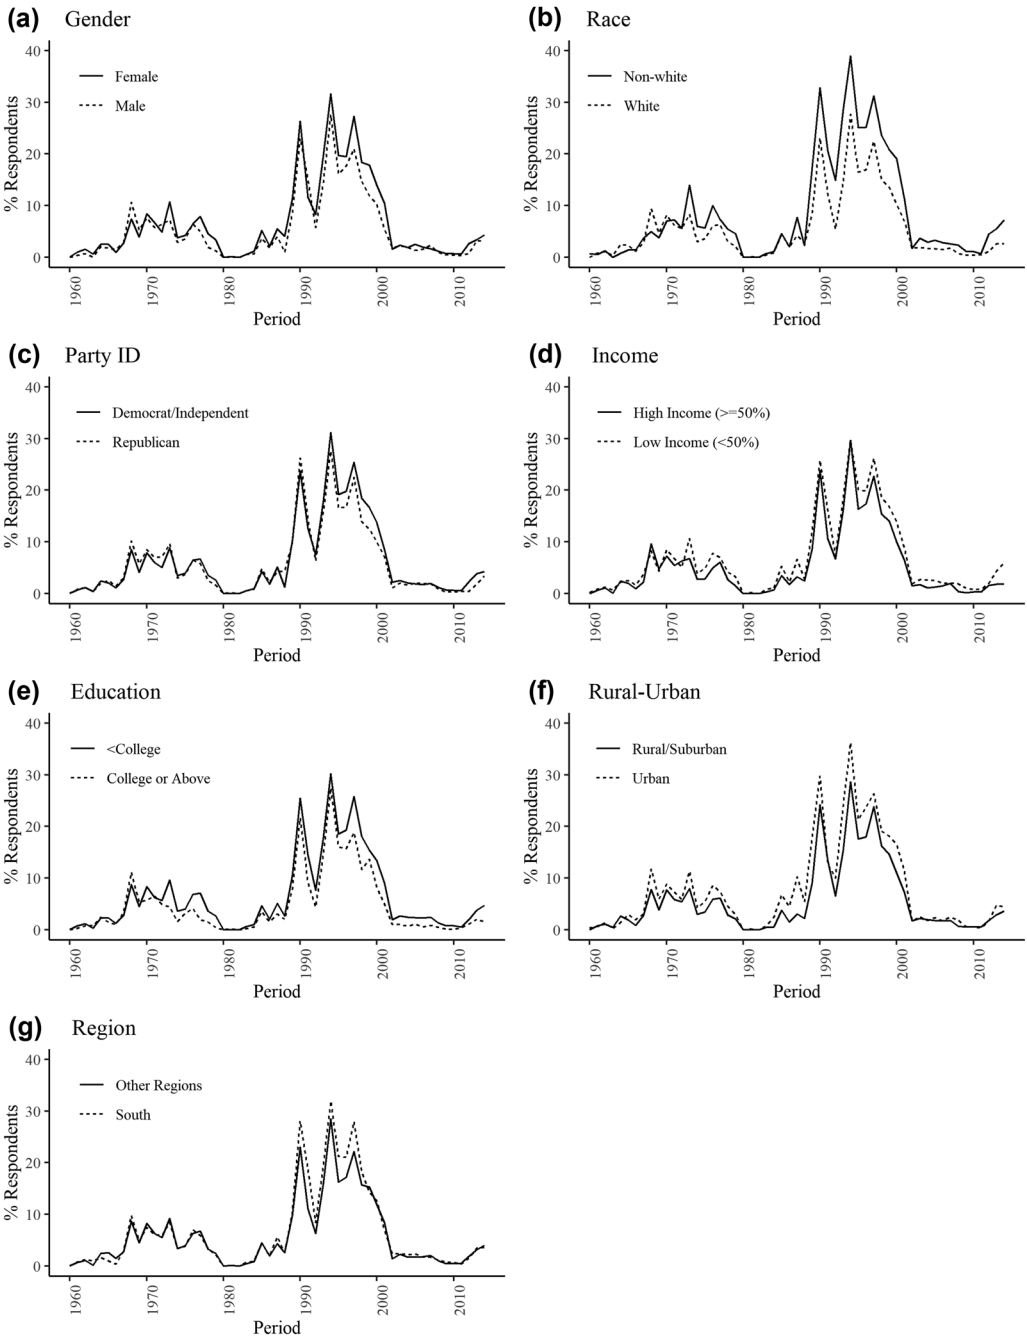 (a) Gender
% Respondents
40
30
20
10
0
Female
Male
1960
1970
1980
1990
2000
2010
Period
(b) Race
% Respondents
40
30
20
10
0
Non-white
White
1960
1970
1980
1990
2000
2010
Period
(c) Party ID
% Respondents
40
30
20
10
0
Democrat/Independent
Republican
1960
1970
1980
1990
2000
2010
Period
(d) Income
% Respondents
40
30
20
10
0
High Income (>=50%)
Low Income (<50%)
1960
1970
1980
1990
2000
2010
Period
(e) Education
% Respondents
40
30
20
10
0
<College
College or Above
1960
1970
1980
1990
2000
2010
Period
(f) Rural-Urban
% Respondents
40
30
20
10
0
Rural/Suburban
Urban
1960
1970
1980
1990
2000
2010
Period
(g) Region
% Respondents
40
30
20
10
0
Other Regions
South
1960
1970
1980
1990
2000
2010
Period